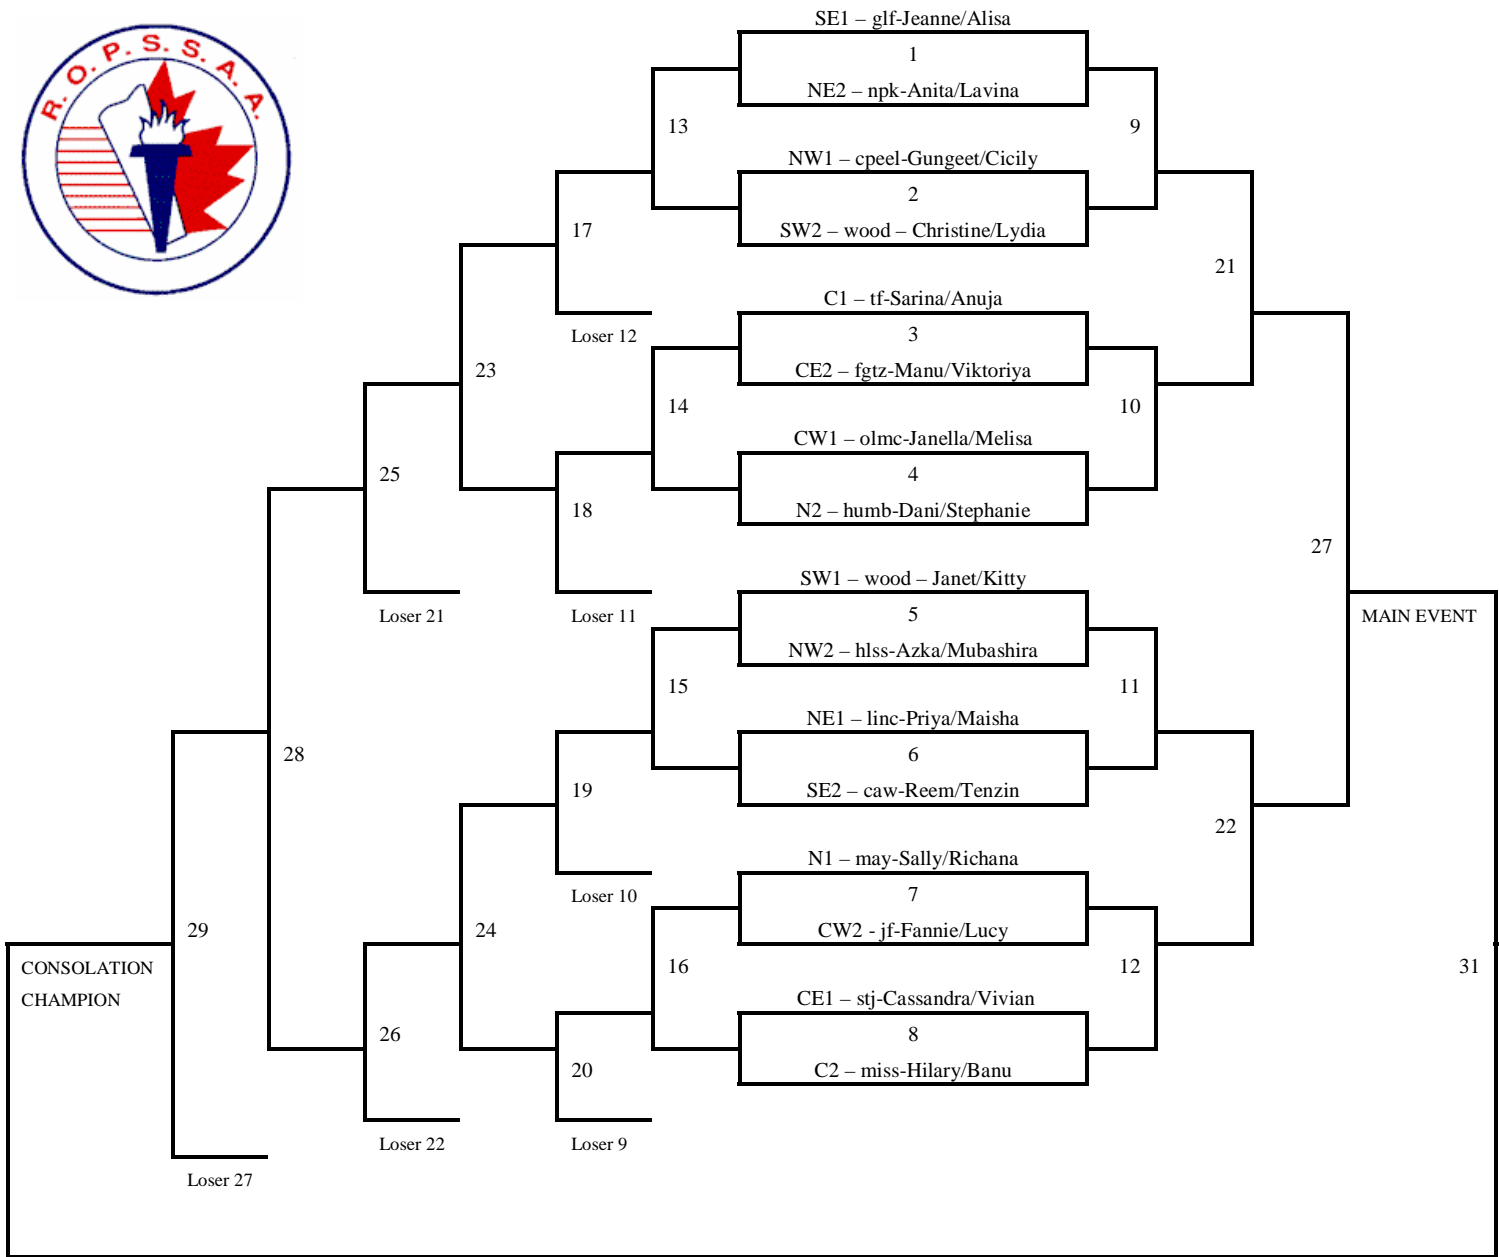 R. O. P. S. S. A. A.
SE1 – glf-Jeanne/Alisa
1
NE2 – npk-Anita/Lavina
13
9
NW1 – cpeel-Gungeet/Cicily
2
SW2 – wood – Christine/Lydia
17
21
C1 – tf-Sarina/Anuja
3
Loser 12
CE2 – fgtz-Manu/Viktoriya
23
14
10
CW1 – olmc-Janella/Melisa
4
25
N2 – humb-Dani/Stephanie
18
27
SW1 – wood – Janet/Kitty
5
Loser 21
Loser 11
MAIN EVENT
NW2 – hlss-Azka/Mubashira
15
11
NE1 – linc-Priya/Maisha
6
28
SE2 – caw-Reem/Tenzin
19
22
N1 – may-Sally/Richana
7
Loser 10
CW2 - jf-Fannie/Lucy
29
24
16
12
CONSOLATION
CHAMPION
31
CE1 – stj-Cassandra/Vivian
8
26
C2 – miss-Hilary/Banu
20
Loser 22
Loser 9
Loser 27